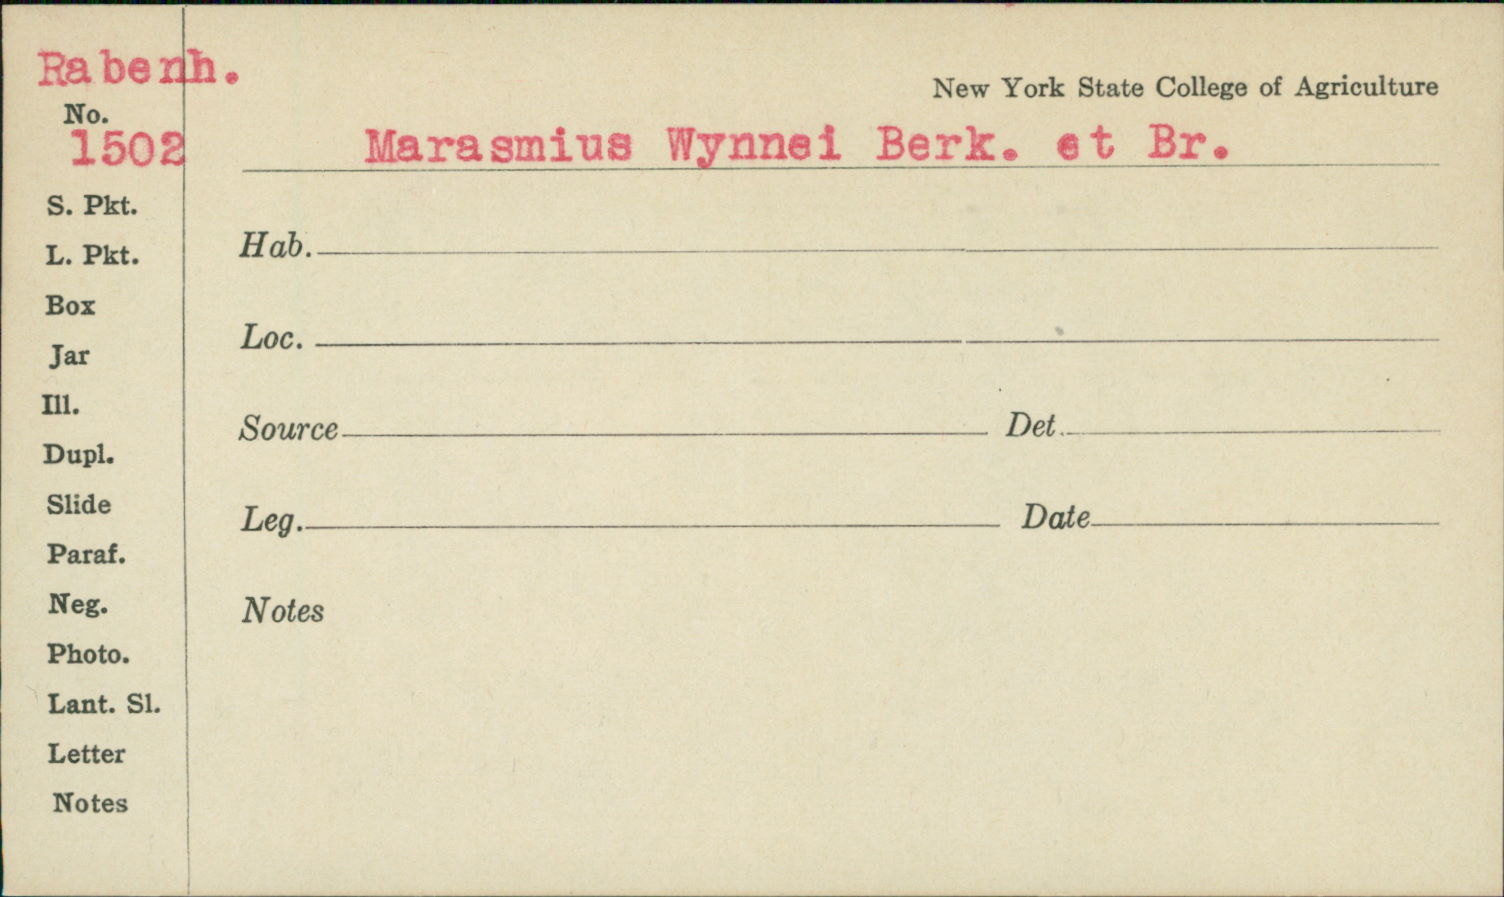 Rabenh.
New York State College of Agriculture
No.
1502
Marasmius Wynnei Berk. et Br.
S. Pkt.
Hab.
L. Pkt.
Box
Loc.
Jar
Ill.
Source Det.
Dupl.
Slide
Leg. Date
Paraf.
Neg.
Notes
Photo.
Lant. Sl.
Letter
Notes